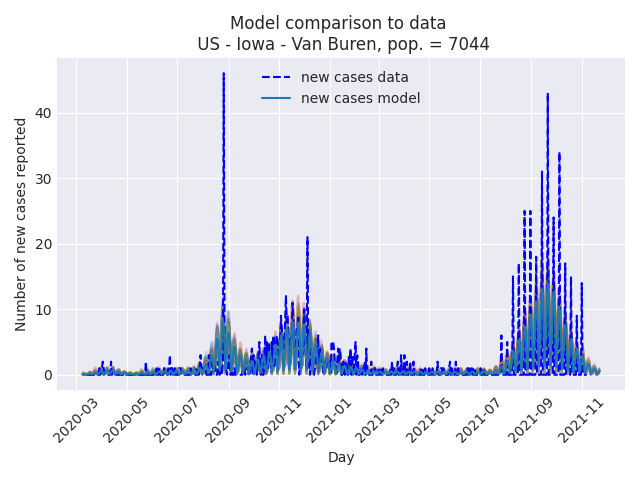 Model comparison to data
US - Iowa - Van Buren, pop. = 7044
new cases data
new cases model
Number of new cases reported
40
30
20
10
0
2020-03
2020-05
2020-07
2020-09
2020-11
2021-01
2021-03
2021-05
2021-07
2021-09
2021-11
Day